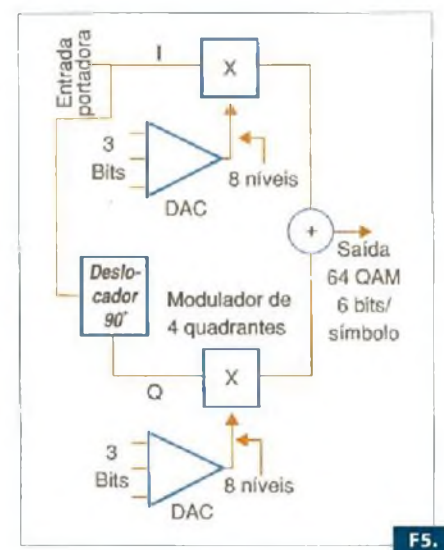 Entrada
portadora
I
X
3
Bits
8 níveis
DAC
+
Saída
64 QAM
6 bits/
símbolo
Deslo-
cador
90°
Modulador de
4 quadrantes
Q
X
3
Bits
8 níveis
DAC
F5.